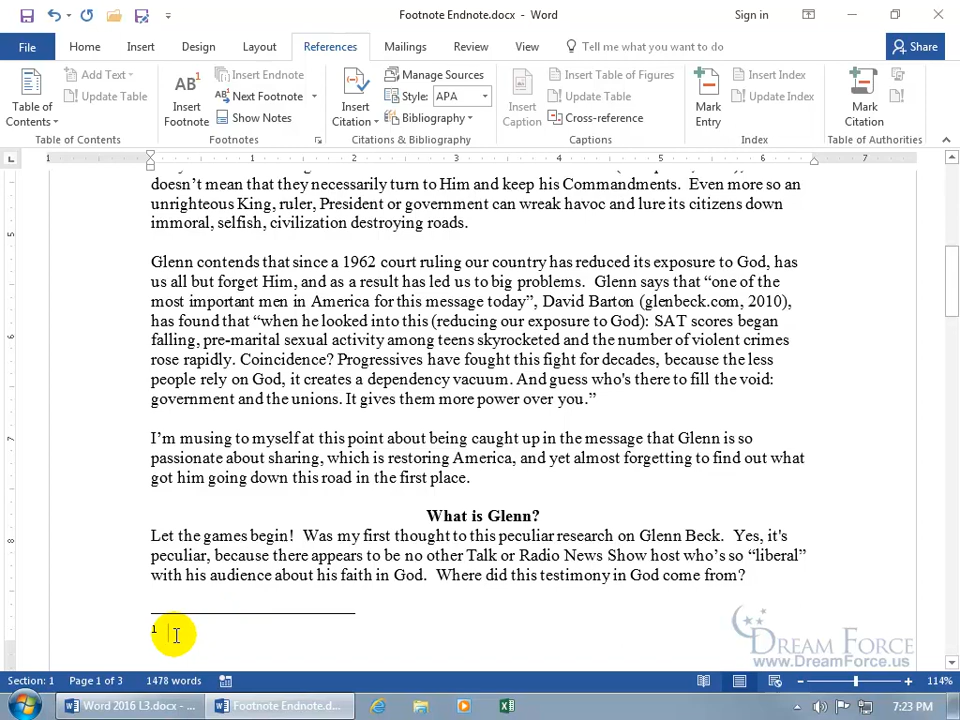 Footnote Endnote.docx - Word
Sign in
File Home Insert Design Layout References Mailings Review View Tell me what you want to do Share
Table of Contents
Add Text
Update Table
Table of Contents
AB1
Insert Footnote
Insert Endnote
Next Footnote
Show Notes
Footnotes
Insert Citation
Manage Sources
Style: APA
Bibliography
Citations & Bibliography
Insert Caption
Insert Table of Figures
Update Table
Cross-reference
Captions
Mark Entry
Insert Index
Update Index
Index
Mark Citation
Table of Authorities
1 1 2 3 4 5 6 7
doesn’t mean that they necessarily turn to Him and keep his Commandments. Even more so an
unrighteous King, ruler, President or government can wreak havoc and lure its citizens down
immoral, selfish, civilization destroying roads.
Glenn contends that since a 1962 court ruling our country has reduced its exposure to God, has
us all but forget Him, and as a result has led us to big problems. Glenn says that “one of the
most important men in America for this message today”, David Barton (glenbeck.com, 2010),
has found that “when he looked into this (reducing our exposure to God): SAT scores began
falling, pre-marital sexual activity among teens skyrocketed and the number of violent crimes
rose rapidly. Coincidence? Progressives have fought this fight for decades, because the less
people rely on God, it creates a dependency vacuum. And guess who's there to fill the void:
government and the unions. It gives them more power over you.”
I’m musing to myself at this point about being caught up in the message that Glenn is so
passionate about sharing, which is restoring America, and yet almost forgetting to find out what
got him going down this road in the first place.
What is Glenn?
Let the games begin! Was my first thought to this peculiar research on Glenn Beck. Yes, it's
peculiar, because there appears to be no other Talk or Radio News Show host who’s so “liberal”
with his audience about his faith in God. Where did this testimony in God come from?
1
5
6
7
8
DREAM FORCE
www.DreamForce.us
Section: 1 Page 1 of 3 1478 words 114%
Word 2016 L3.docx - ... Footnote Endnote.do... 7:23 PM